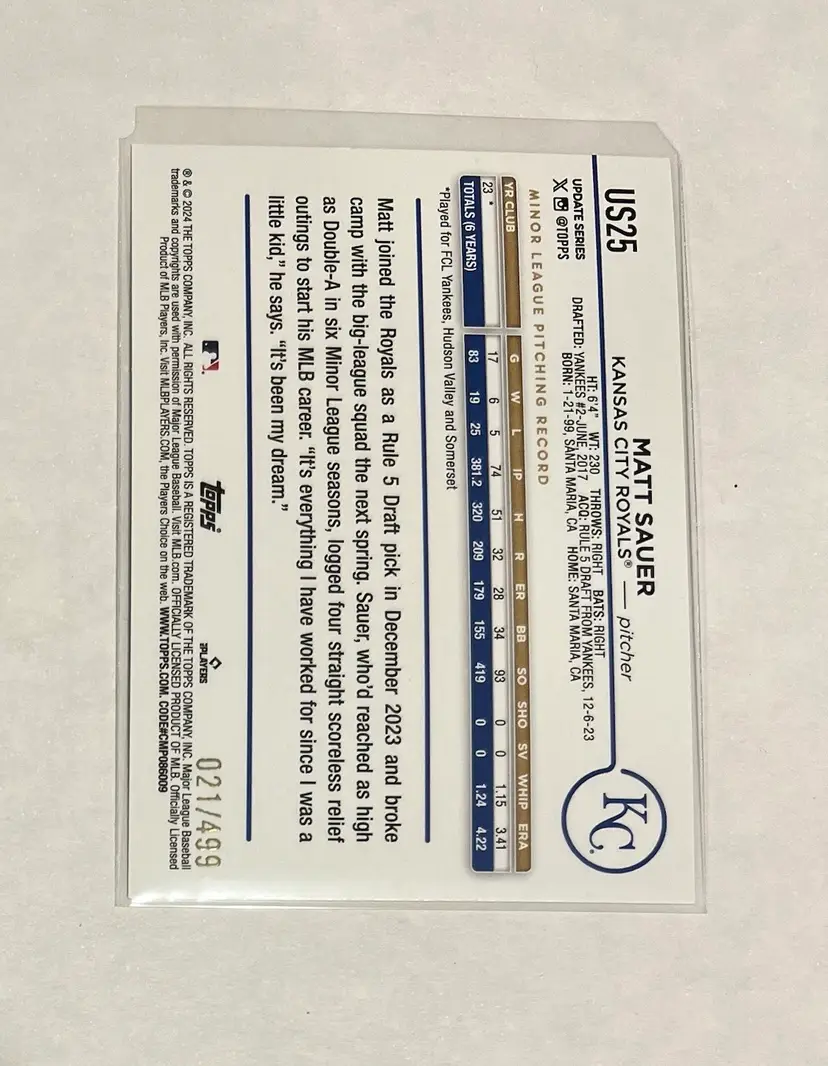 US25
MATT SAUER
KANSAS CITY ROYALS® — pitcher
UPDATE SERIES
X @TOPPS
HT: 6'4" WT: 230 THROWS: RIGHT BATS: RIGHT
DRAFTED: YANKEES #2-JUNE, 2017 ACQ: RULE 5 DRAFT FROM YANKEES, 12-6-23
BORN: 1-21-99, SANTA MARIA, CA HOME: SANTA MARIA, CA
KC
MINOR LEAGUE PITCHING RECORD
YR CLUB G W L IP H R ER BB SO SHO SV WHIP ERA
23 * 17 6 5 74 51 32 28 34 93 0 0 1.15 3.41
TOTALS (6 YEARS) 83 19 25 381.2 320 209 179 155 419 0 0 1.24 4.22
*Played for FCL Yankees, Hudson Valley and Somerset
Matt joined the Royals as a Rule 5 Draft pick in December 2023 and broke
camp with the big-league squad the next spring. Sauer, who'd reached as high
as Double-A in six Minor League seasons, logged four straight scoreless relief
outings to start his MLB career. "It's everything I have worked for since I was a
little kid," he says. "It's been my dream."
topps®
PLAYERS
021/499
® & © 2024 THE TOPPS COMPANY, INC. ALL RIGHTS RESERVED. TOPPS IS A REGISTERED TRADEMARK OF THE TOPPS COMPANY, INC. Major League Baseball
trademarks and copyrights are used with permission of Major League Baseball. Visit MLB.com. OFFICIALLY LICENSED PRODUCT OF MLB. Officially Licensed
Product of MLB Players, Inc. Visit MLBPLAYERS.COM, the Players Choice on the web. WWW.TOPPS.COM. CODE#CMP086009